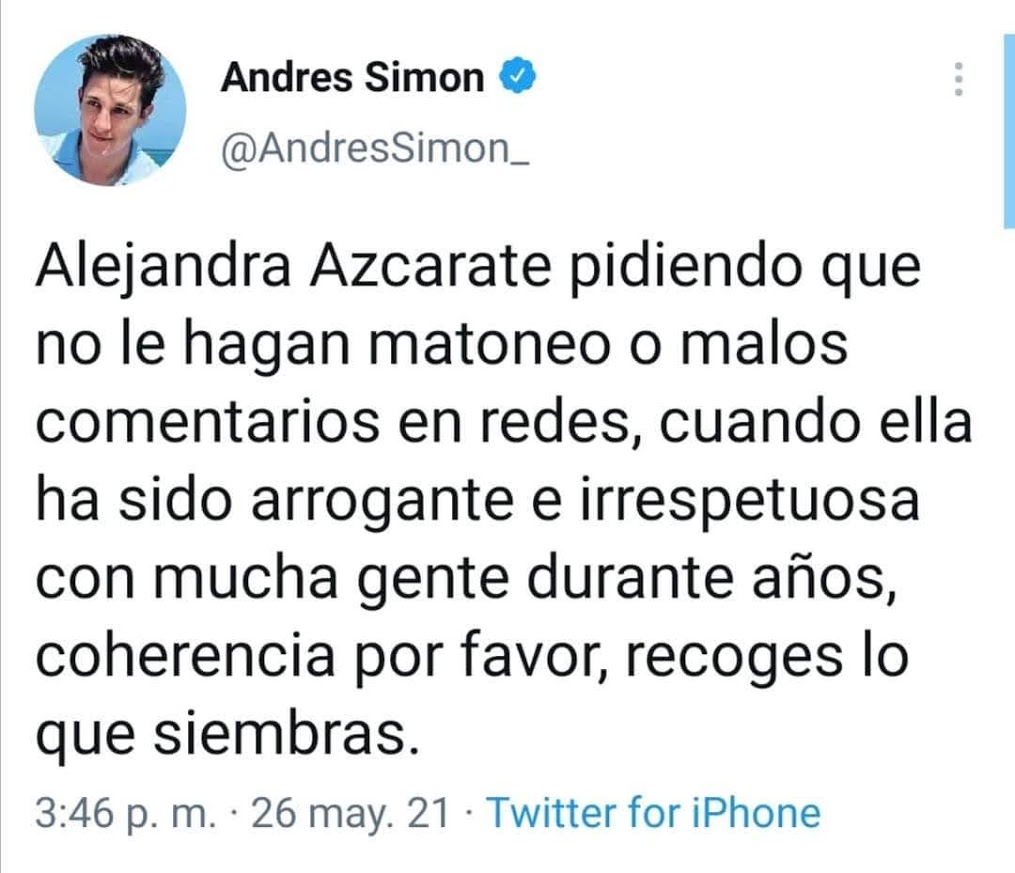 Andres Simon
@AndresSimon_
Alejandra Azcarate pidiendo que
no le hagan matoneo o malos
comentarios en redes, cuando ella
ha sido arrogante e irrespetuosa
con mucha gente durante años,
coherencia por favor, recoges lo
que siembras.
3:46 p. m. · 26 may. 21 · Twitter for iPhone